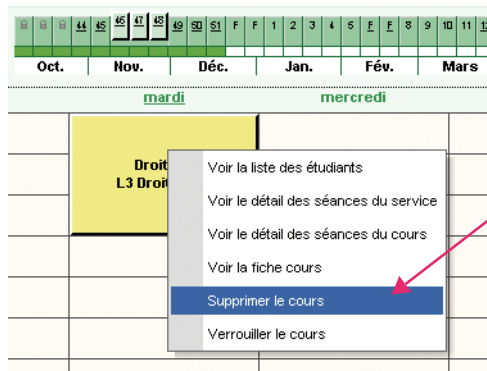 44 45 46 47 48 49 50 51 F F 1 2 3 4 5 F F 8 9 10 11
Oct. Nov. Déc. Jan. Fév. Mars
mardi mercredi
Droit
L3 Droit
Voir la liste des étudiants
Voir le détail des séances du service
Voir le détail des séances du cours
Voir la fiche cours
Supprimer le cours
Verrouiller le cours